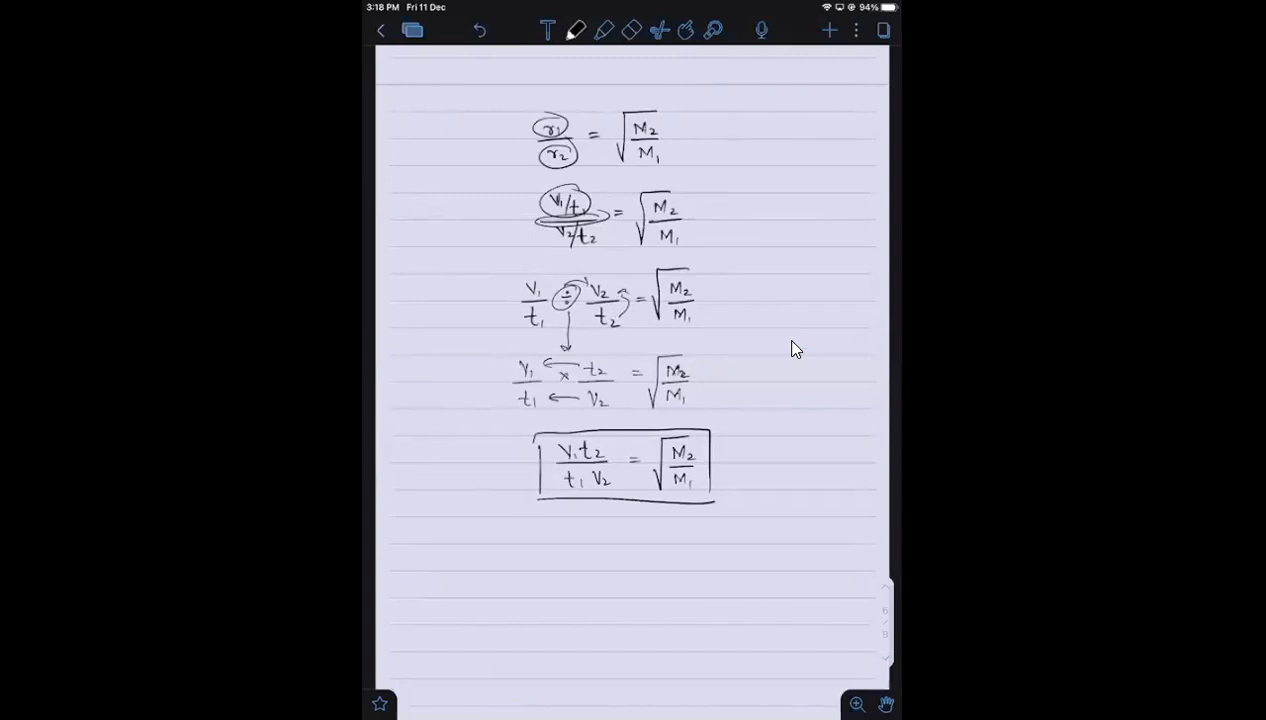 3:18 PM Fri 11 Dec
94%
T
r₁/r₂ = √(M₂/M₁)
(V₁/t₁)/(V₂/t₂) = √(M₂/M₁)
V₁/t₁ ÷ V₂/t₂ = √(M₂/M₁)
V₁/t₁ × t₂/V₂ = √(M₂/M₁)
V₁t₂/t₁V₂ = √(M₂/M₁)